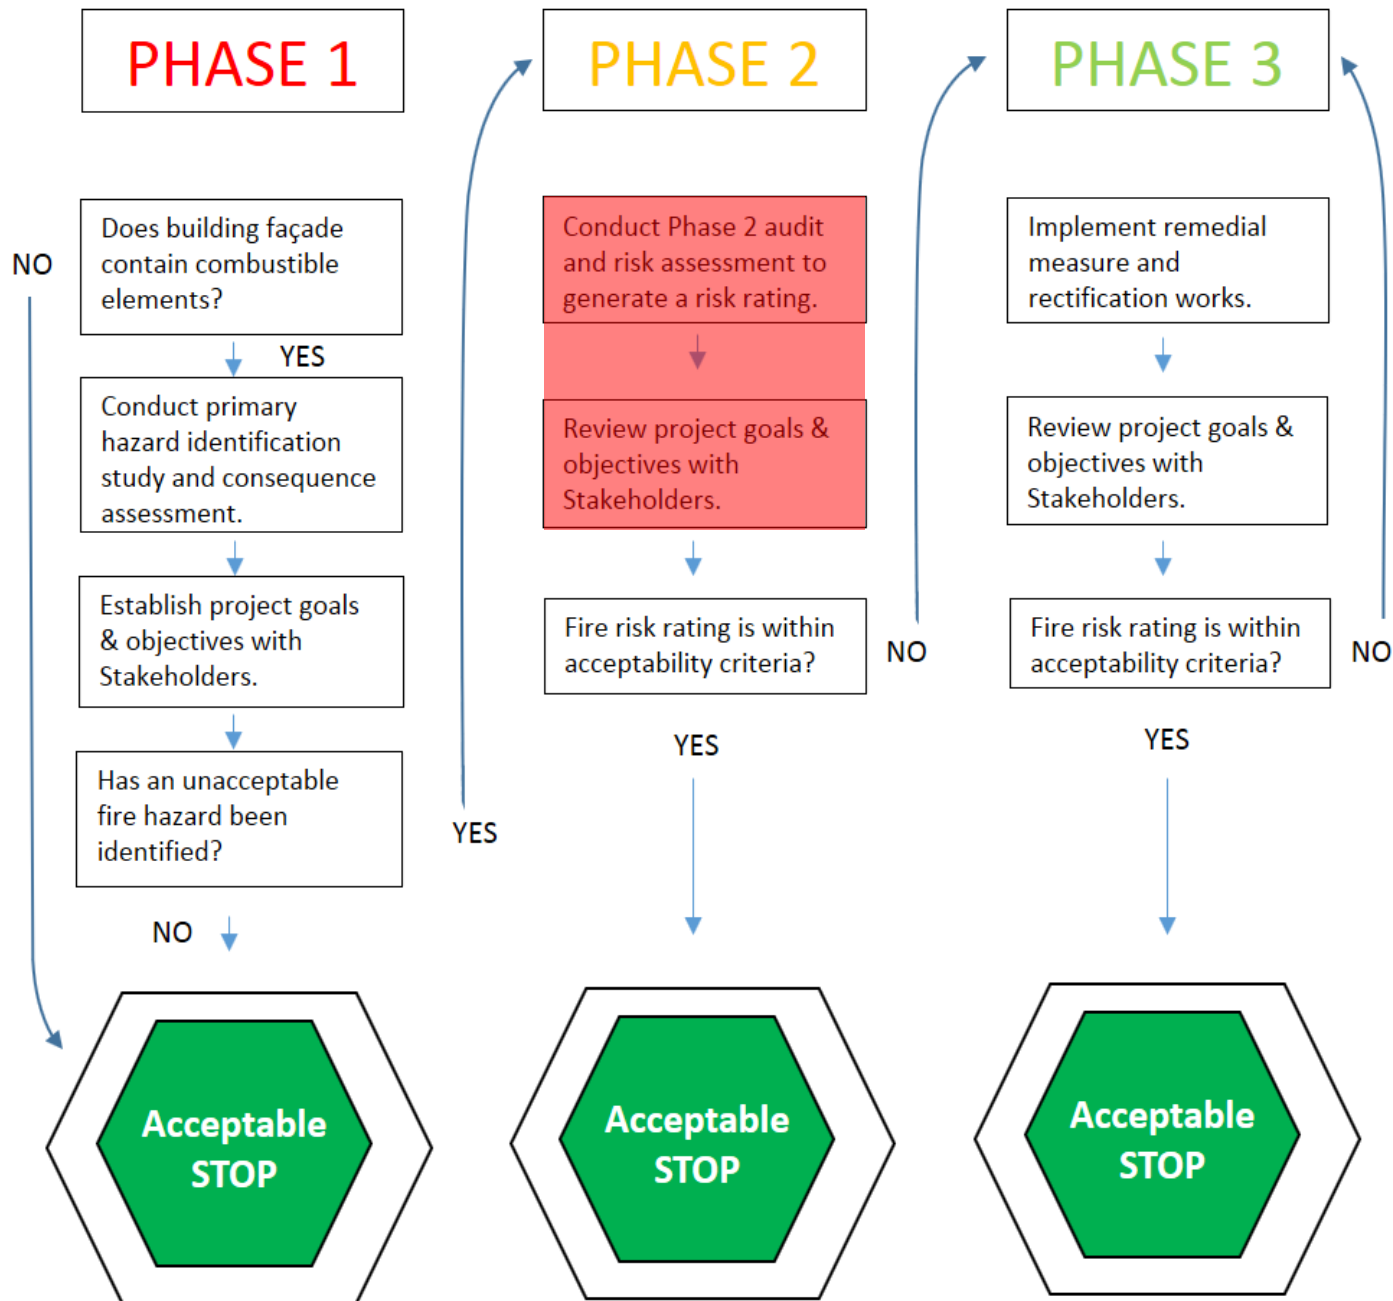 PHASE 1
Does building façade
contain combustible
elements?
NO
YES
Conduct primary
hazard identification
study and consequence
assessment.
Establish project goals
& objectives with
Stakeholders.
Has an unacceptable
fire hazard been
identified?
YES
NO
Acceptable
STOP
PHASE 2
Conduct Phase 2 audit
and risk assessment to
generate a risk rating.
Review project goals &
objectives with
Stakeholders.
Fire risk rating is within
acceptability criteria?
NO
YES
Acceptable
STOP
PHASE 3
Implement remedial
measure and
rectification works.
Review project goals &
objectives with
Stakeholders.
Fire risk rating is within
acceptability criteria?
NO
YES
Acceptable
STOP